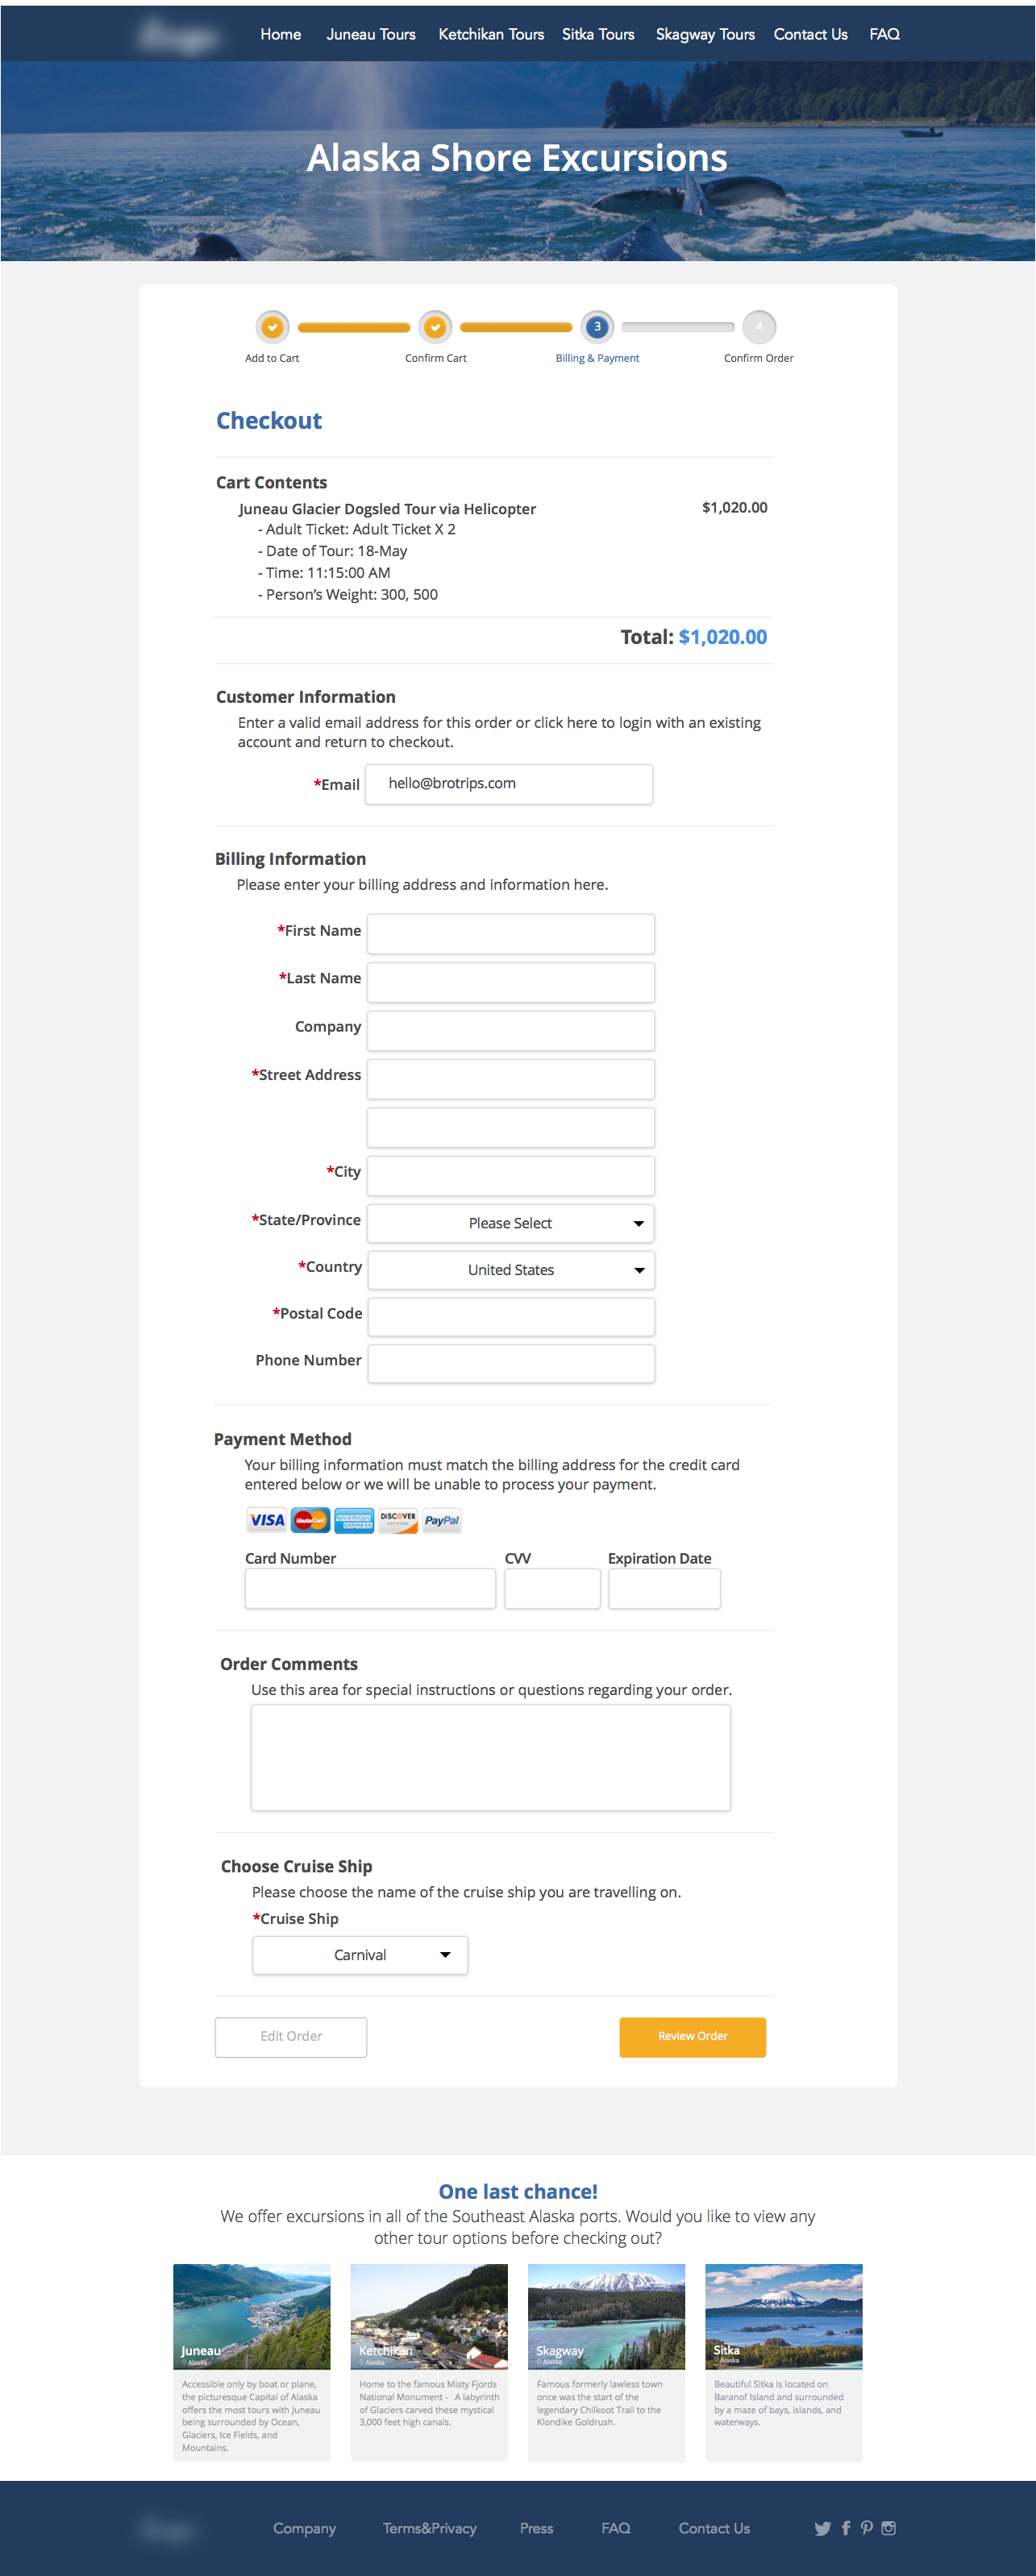 Home Juneau Tours Ketchikan Tours Sitka Tours Skagway Tours Contact Us FAQ
Alaska Shore Excursions
3 4
Add to Cart Confirm Cart Billing & Payment Confirm Order
Checkout
Cart Contents
Juneau Glacier Dogsled Tour via Helicopter $1,020.00
- Adult Ticket: Adult Ticket X 2
- Date of Tour: 18-May
- Time: 11:15:00 AM
- Person’s Weight: 300, 500
Total: $1,020.00
Customer Information
Enter a valid email address for this order or click here to login with an existing
account and return to checkout.
*Email hello@brotrips.com
Billing Information
Please enter your billing address and information here.
*First Name
*Last Name
Company
*Street Address
*City
*State/Province Please Select
*Country United States
*Postal Code
Phone Number
Payment Method
Your billing information must match the billing address for the credit card
entered below or we will be unable to process your payment.
VISA MasterCard AMERICAN EXPRESS DISCOVER NETWORK PayPal
Card Number CVV Expiration Date
Order Comments
Use this area for special instructions or questions regarding your order.
Choose Cruise Ship
Please choose the name of the cruise ship you are travelling on.
*Cruise Ship
Carnival
Edit Order Review Order
One last chance!
We offer excursions in all of the Southeast Alaska ports. Would you like to view any
other tour options before checking out?
Juneau
Alaska
Accessible only by boat or plane,
the picturesque Capital of Alaska
offers the most tours with Juneau
being surrounded by Ocean,
Glaciers, Ice Fields, and
Mountains.
Ketchikan
Alaska
Home to the famous Misty Fjords
National Monument - A labyrinth
of Glaciers carved these mystical
3,000 feet high canals.
Skagway
Alaska
Famous formerly lawless town
once was the start of the
legendary Chilkoot Trail to the
Klondike Goldrush.
Sitka
Alaska
Beautiful Sitka is located on
Baranof Island and surrounded
by a maze of bays, islands, and
waterways.
Company Terms&Privacy Press FAQ Contact Us